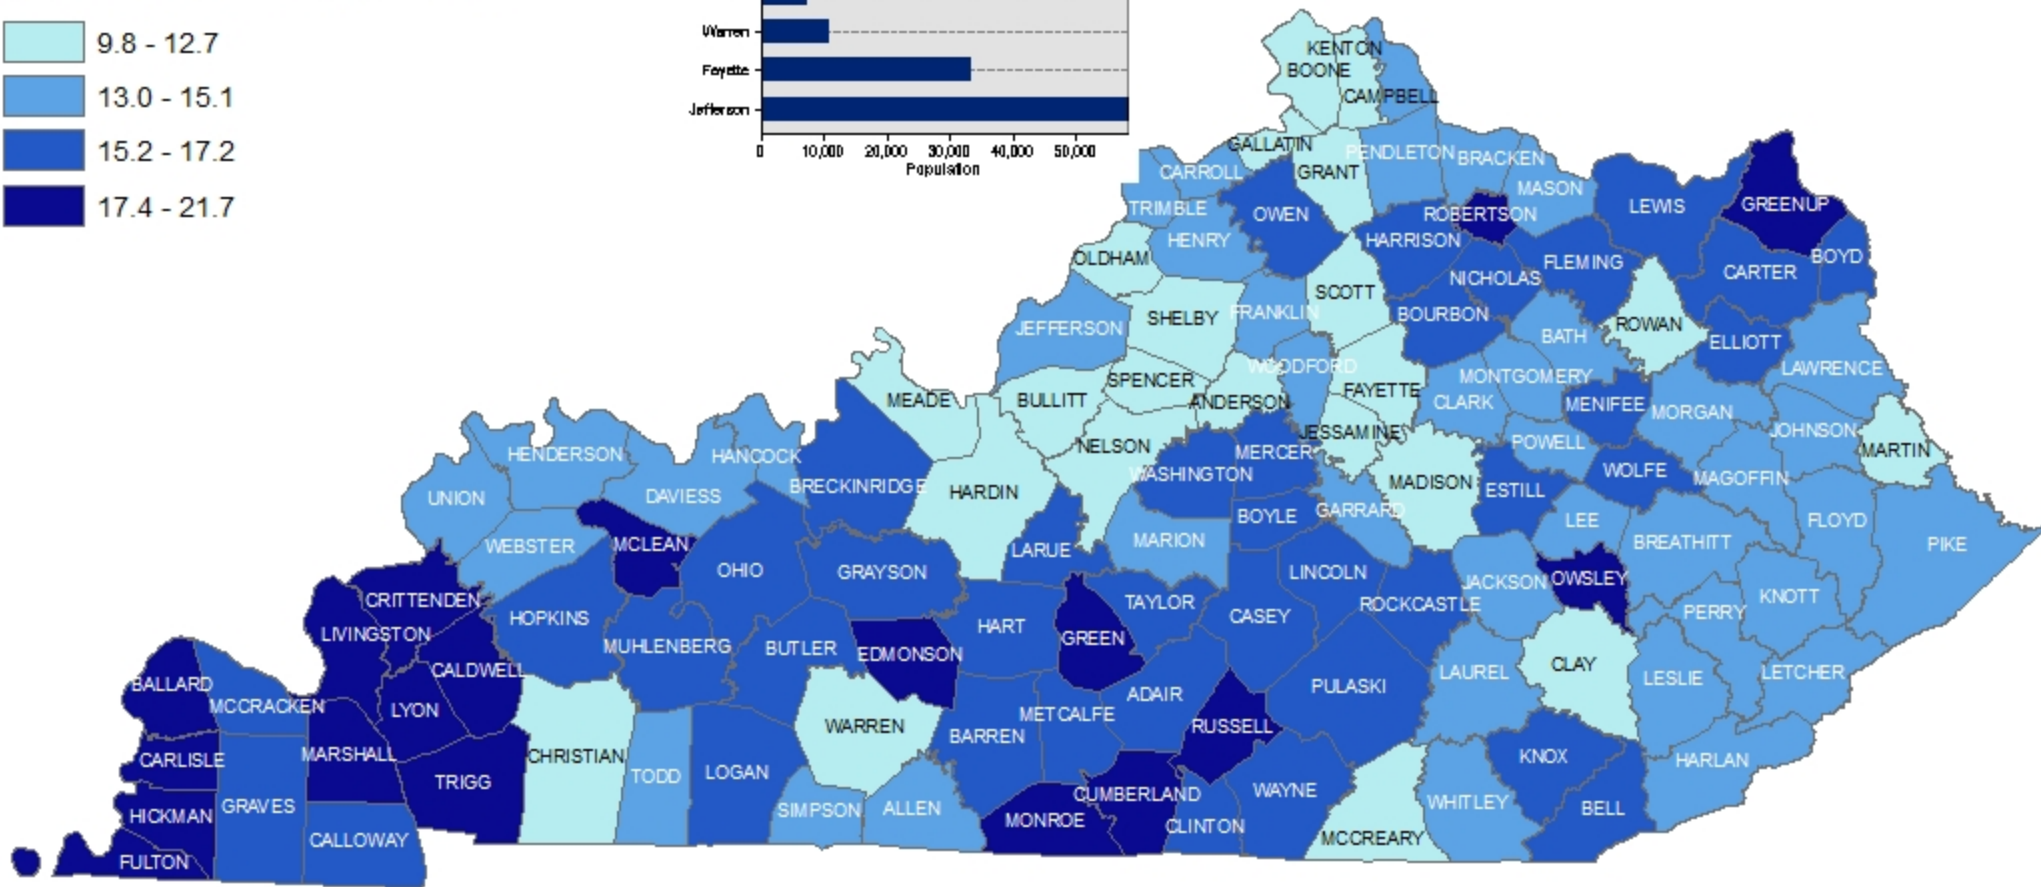 9.8 - 12.7
13.0 - 15.1
15.2 - 17.2
17.4 - 21.7
Warren
Fayette
Jefferson
0 10,000 20,000 30,000 40,000 50,000
Population
KENTON
BOONE
CAMPBELL
GALLATIN
PENDLETON
BRACKEN
CARROLL
GRANT
MASON
TRIMBLE
OWEN
ROBERTSON
LEWIS
GREENUP
HENRY
HARRISON
OLDHAM
FLEMING
BOYD
NICHOLAS
CARTER
SCOTT
SHELBY
FRANKLIN
BOURBON
JEFFERSON
ROWAN
BATH
ELLIOTT
WOODFORD
LAWRENCE
SPENCER
MONTGOMERY
FAYETTE
MEADE
BULLITT
ANDERSON
CLARK
MENIFEE
MORGAN
JESSAMINE
JOHNSON
NELSON
POWELL
MARTIN
HENDERSON
HANCOCK
MERCER
WASHINGTON
WOLFE
MAGOFFIN
BRECKINRIDGE
HARDIN
MADISON
ESTILL
UNION
DAVIESS
BOYLE
GARRARD
LEE
FLOYD
WEBSTER
MCLEAN
LARUE
MARION
BREATHITT
PIKE
OHIO
GRAYSON
LINCOLN
JACKSON
OWSLEY
CRITTENDEN
TAYLOR
ROCKCASTLE
KNOTT
HOPKINS
CASEY
PERRY
LIVINGSTON
HART
GREEN
MUHLENBERG
BUTLER
EDMONSON
CALDWELL
CLAY
BALLARD
LAUREL
LESLIE
LETCHER
MCCRACKEN
LYON
ADAIR
PULASKI
METCALFE
WARREN
RUSSELL
BARREN
MARSHALL
CHRISTIAN
CARLISLE
KNOX
HARLAN
TRIGG
TODD
LOGAN
WAYNE
CUMBERLAND
WHITLEY
GRAVES
HICKMAN
SIMPSON
ALLEN
BELL
MONROE
CLINTON
CALLOWAY
MCCREARY
FULTON